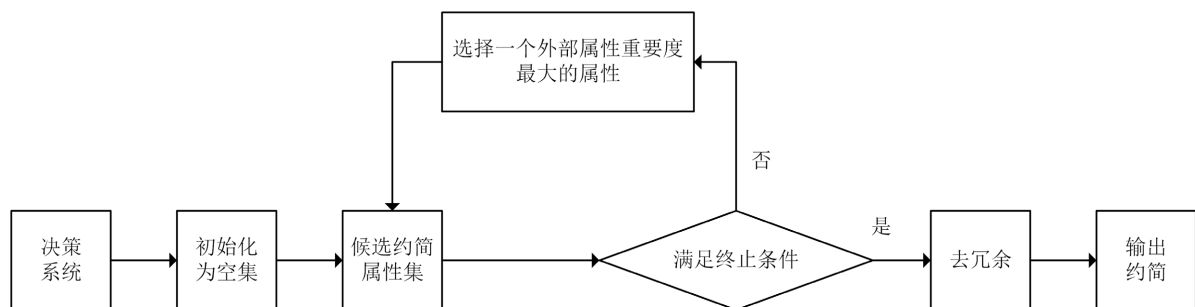 选择一个外部属性重要度
最大的属性
否
是
决策
系统
初始化
为空集
候选约简
属性集
满足终止条件
去冗余
输出
约简